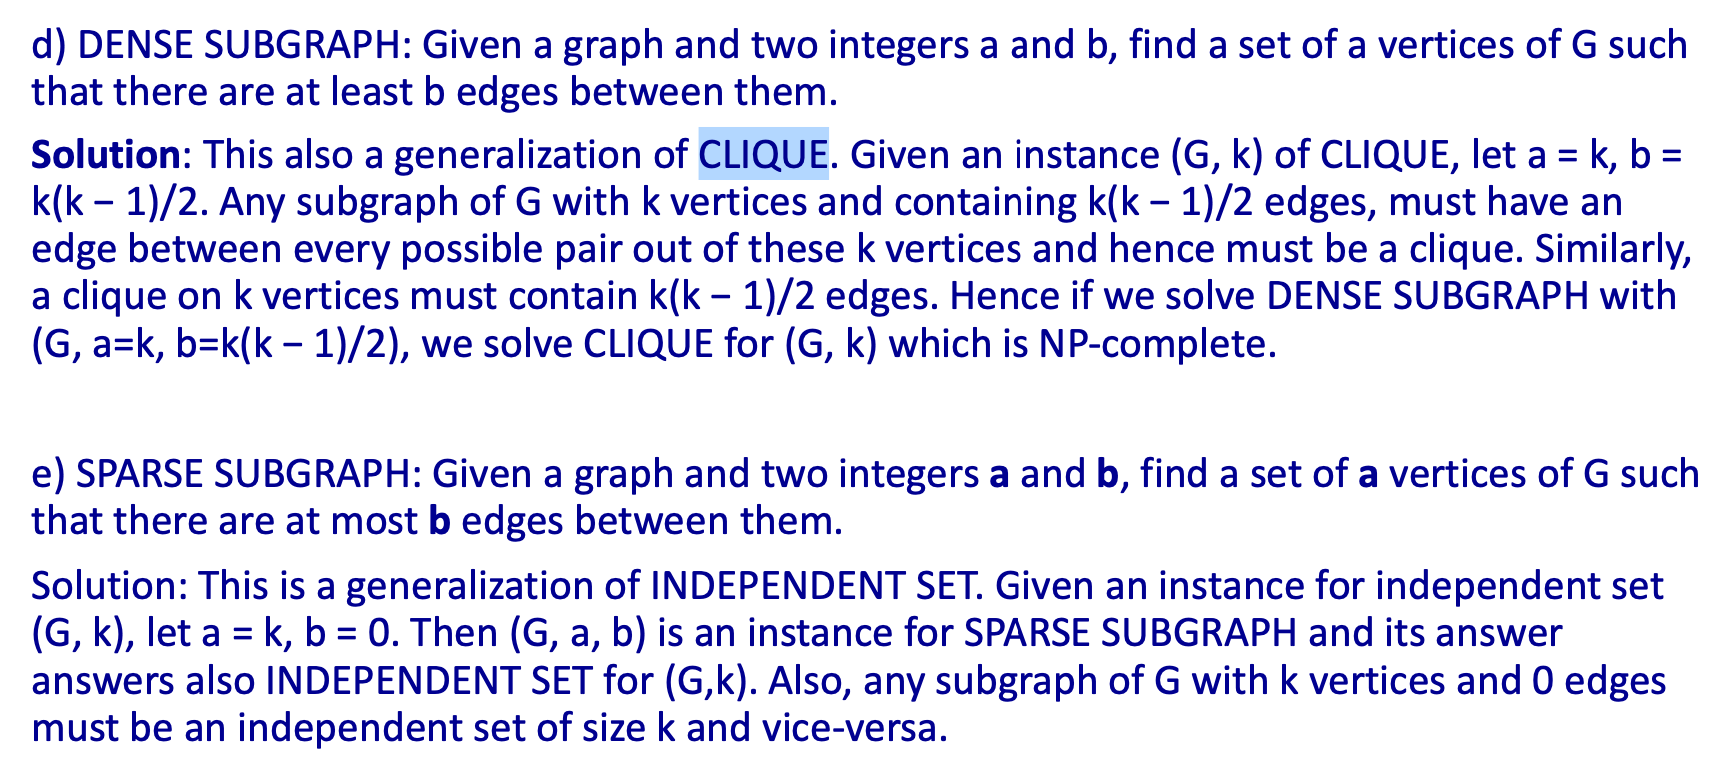 d) DENSE SUBGRAPH: Given a graph and two integers a and b, find a set of a vertices of G such
that there are at least b edges between them.
Solution: This also a generalization of CLIQUE. Given an instance (G, k) of CLIQUE, let a = k, b =
k(k − 1)/2. Any subgraph of G with k vertices and containing k(k − 1)/2 edges, must have an
edge between every possible pair out of these k vertices and hence must be a clique. Similarly,
a clique on k vertices must contain k(k − 1)/2 edges. Hence if we solve DENSE SUBGRAPH with
(G, a=k, b=k(k − 1)/2), we solve CLIQUE for (G, k) which is NP-complete.
e) SPARSE SUBGRAPH: Given a graph and two integers a and b, find a set of a vertices of G such
that there are at most b edges between them.
Solution: This is a generalization of INDEPENDENT SET. Given an instance for independent set
(G, k), let a = k, b = 0. Then (G, a, b) is an instance for SPARSE SUBGRAPH and its answer
answers also INDEPENDENT SET for (G,k). Also, any subgraph of G with k vertices and 0 edges
must be an independent set of size k and vice-versa.